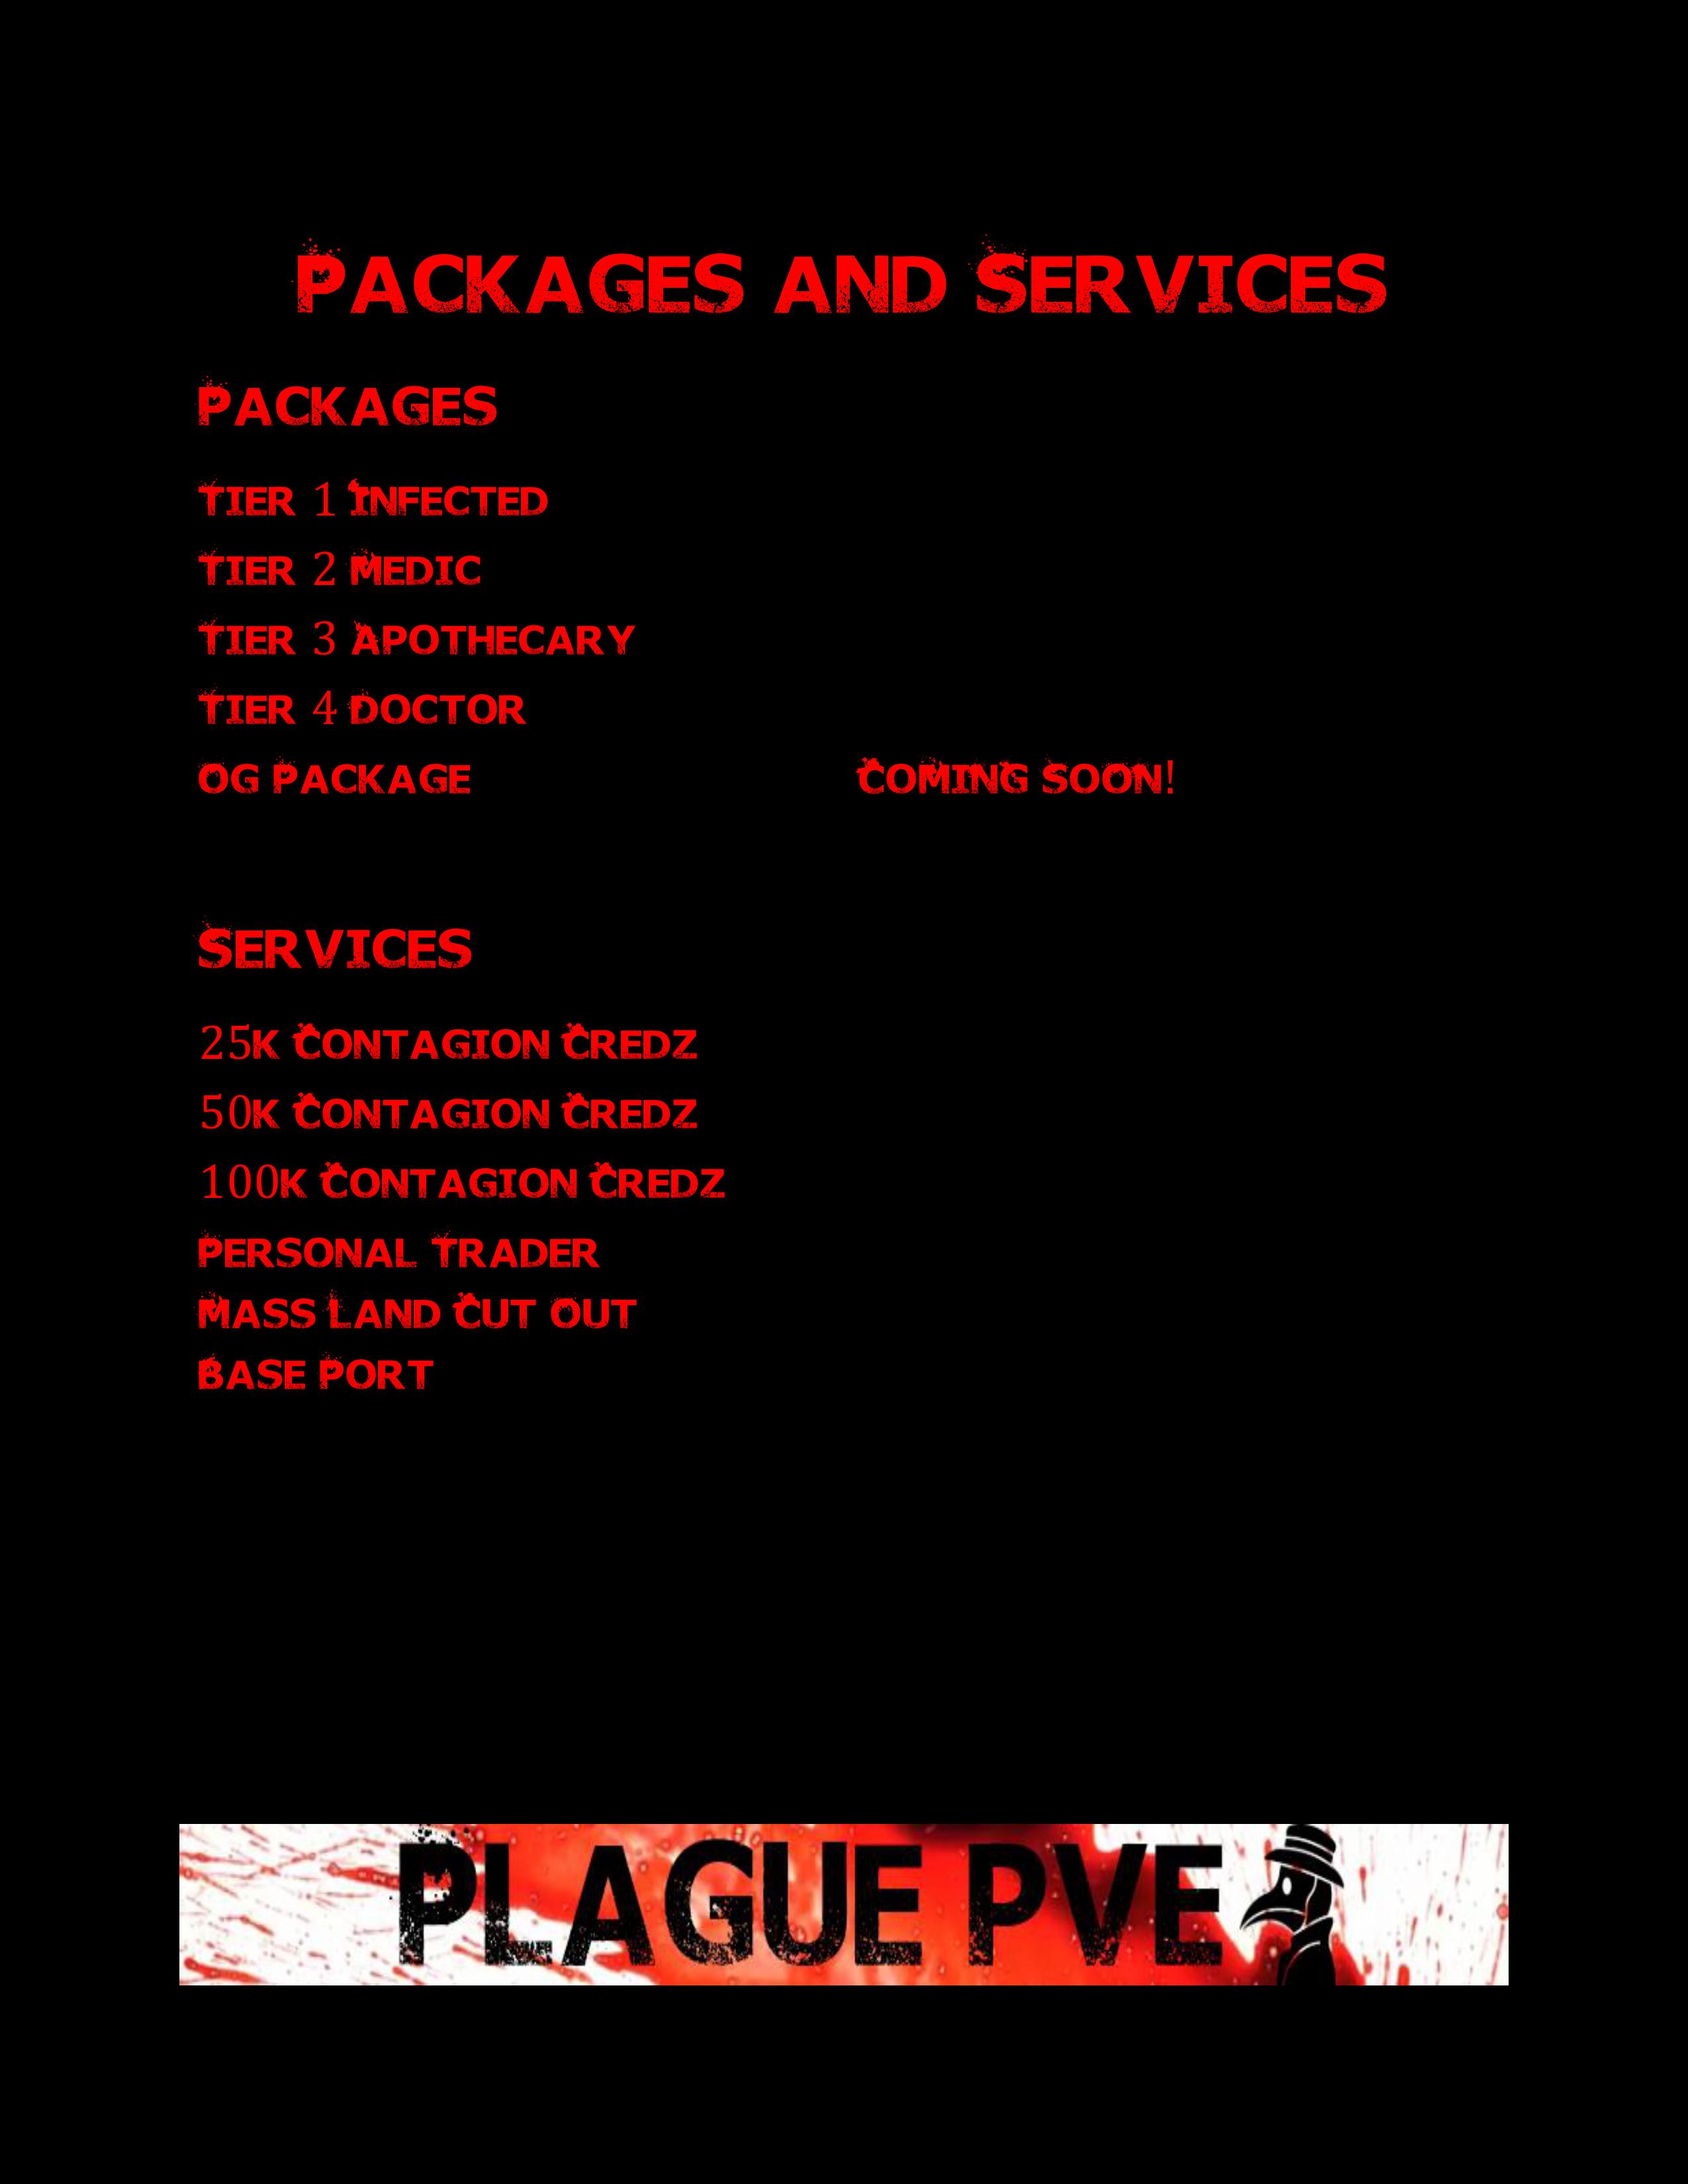 Packages and Services
Packages
Tier 1 Infected
Tier 2 Medic
Tier 3 Apothecary
Tier 4 Doctor
OG Package Coming Soon!
Services
25k Contagion Credz
50k Contagion Credz
100k Contagion Credz
Personal Trader
Mass Land Cut Out
Base Port
PLAGUE PVE